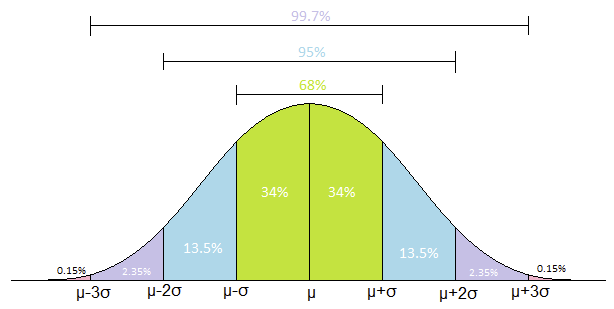 99.7%
95%
68%
34% 34%
13.5% 13.5%
0.15% 2.35% 2.35% 0.15%
μ-3σ μ-2σ μ-σ μ μ+σ μ+2σ μ+3σ